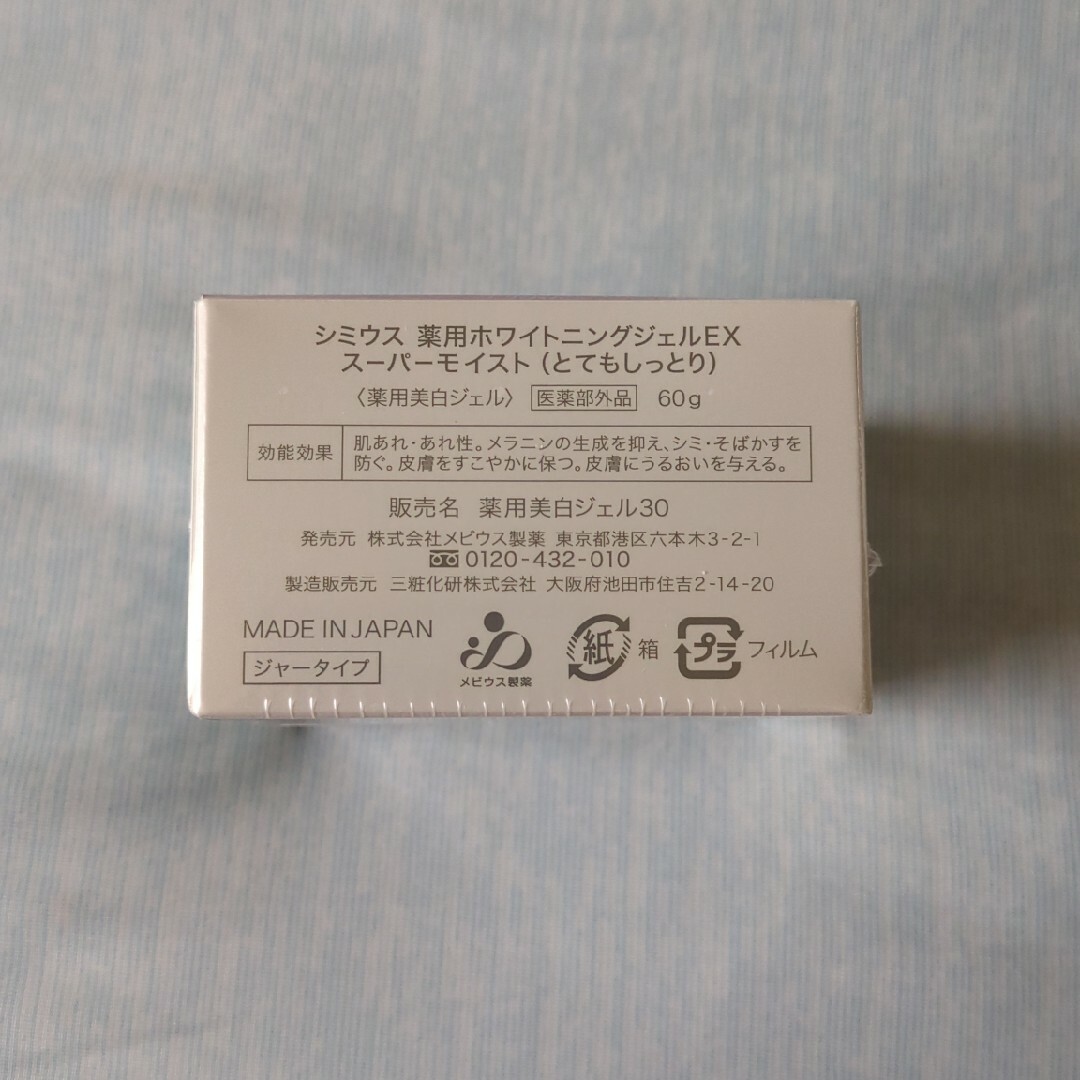 シミウス 薬用ホワイトニングジェルEX
スーパーモイスト(とてもしっとり)
〈薬用美白ジェル〉 医薬部外品 60g
効能効果 肌あれ・あれ性。メラニンの生成を抑え、シミ・そばかすを
防ぐ。皮膚をすこやかに保つ。皮膚にうるおいを与える。
販売名 薬用美白ジェル30
発売元 株式会社メビウス製薬 東京都港区六本木3-2-1
0120-432-010
製造販売元 三粧化研株式会社 大阪府池田市住吉2-14-20
MADE IN JAPAN
ジャータイプ
メビウス製薬
紙 箱
プラ フィルム